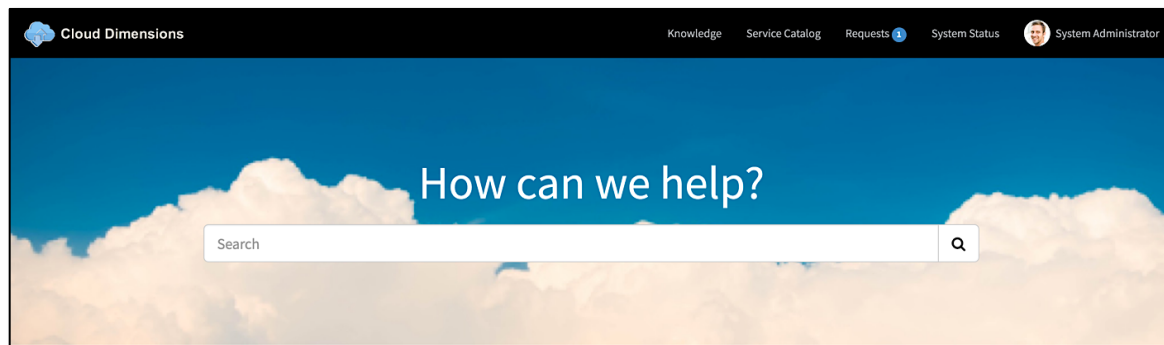 Cloud Dimensions
Knowledge Service Catalog Requests 1 System Status System Administrator
How can we help?
Search